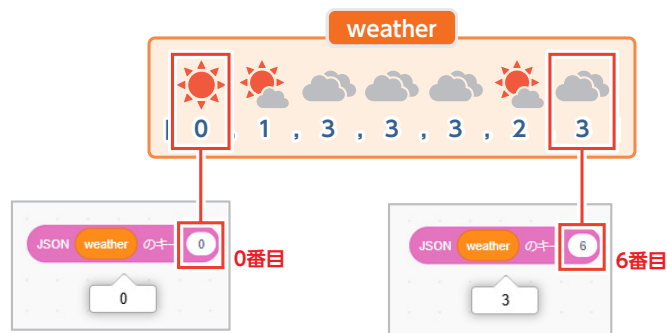 weather
[ 0 , 1 , 3 , 3 , 3 , 2 , 3
JSON weather のキー 0
0番目
0
JSON weather のキー 6
6番目
3